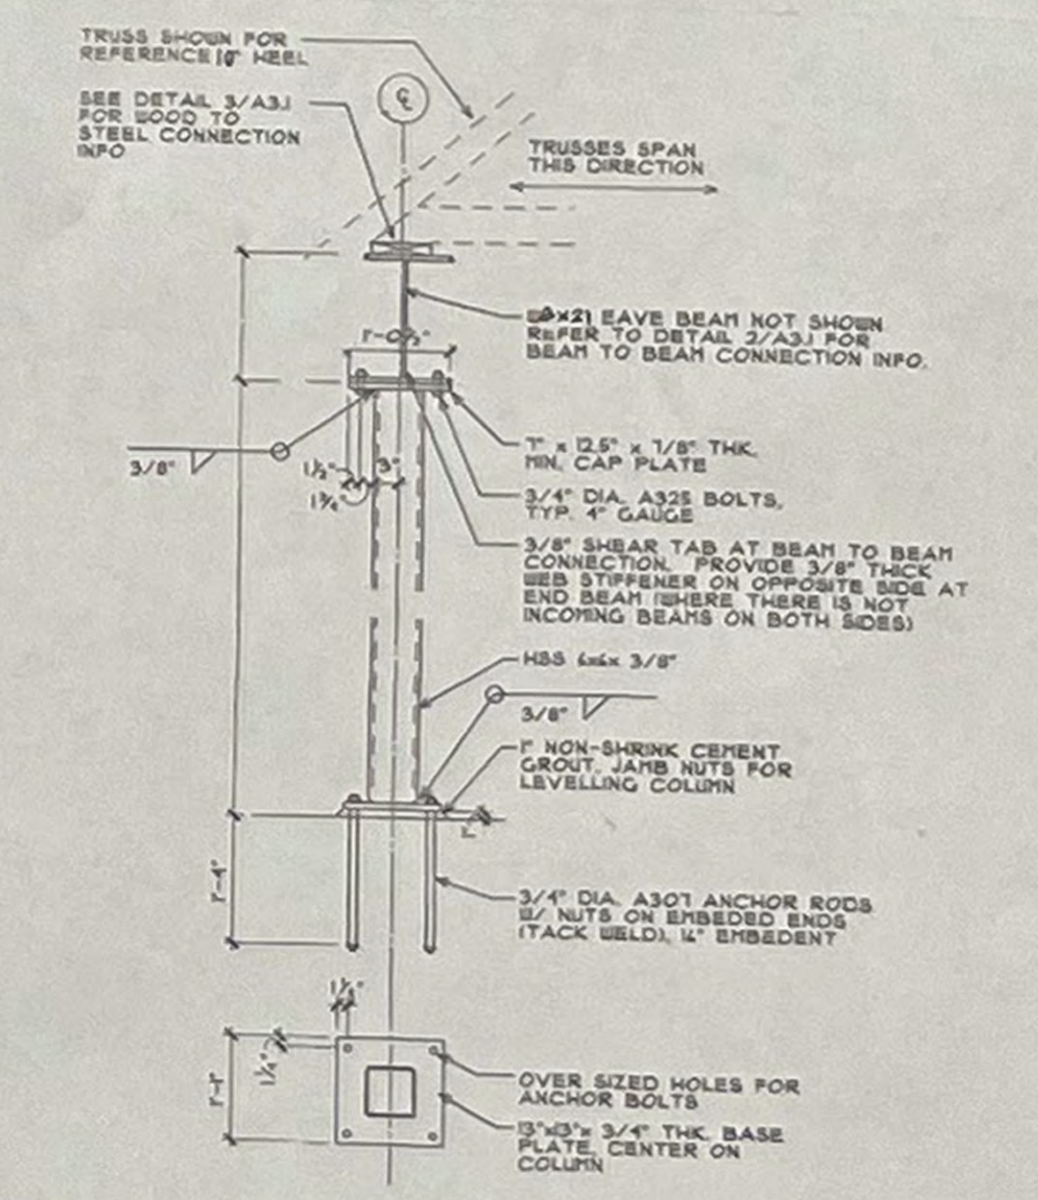 TRUSS SHOWN FOR
REFERENCE 10" HEEL
℄
SEE DETAIL 3/A3.1
FOR WOOD TO
STEEL CONNECTION
INFO
TRUSSES SPAN
THIS DIRECTION
W8x21 EAVE BEAM NOT SHOWN
REFER TO DETAIL 2/A3.1 FOR
BEAM TO BEAM CONNECTION INFO.
1'-0½"
7" x 12.5" x 7/8" THK.
MIN. CAP PLATE
3/8"
1½"
3"
1¾"
3/4" DIA. A325 BOLTS,
TYP. 4" GAUGE
3/8" SHEAR TAB AT BEAM TO BEAM
CONNECTION. PROVIDE 3/8" THICK
WEB STIFFENER ON OPPOSITE SIDE AT
END BEAM (WHERE THERE IS NOT
INCOMING BEAMS ON BOTH SIDES)
HSS 6x6x 3/8"
3/8"
1" NON-SHRINK CEMENT
GROUT. JAMB NUTS FOR
LEVELLING COLUMN
1"
1'-4"
3/4" DIA. A307 ANCHOR RODS
W/ NUTS ON EMBEDED ENDS
(TACK WELD), 16" EMBEDENT
1¼"
1¼"
1'-1"
OVER SIZED HOLES FOR
ANCHOR BOLTS
13"x13"x 3/4" THK. BASE
PLATE, CENTER ON
COLUMN